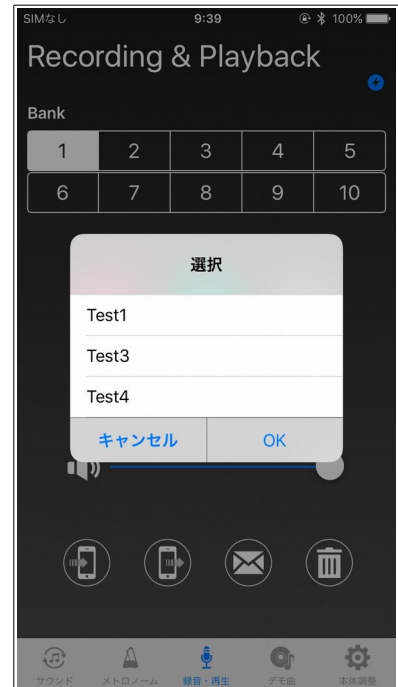 SIMなし 9:39 100%
Recording & Playback
Bank
1 2 3 4 5
6 7 8 9 10
選択
Test1
Test3
Test4
キャンセル OK
サウンド メトロノーム 録音・再生 デモ曲 本体調整